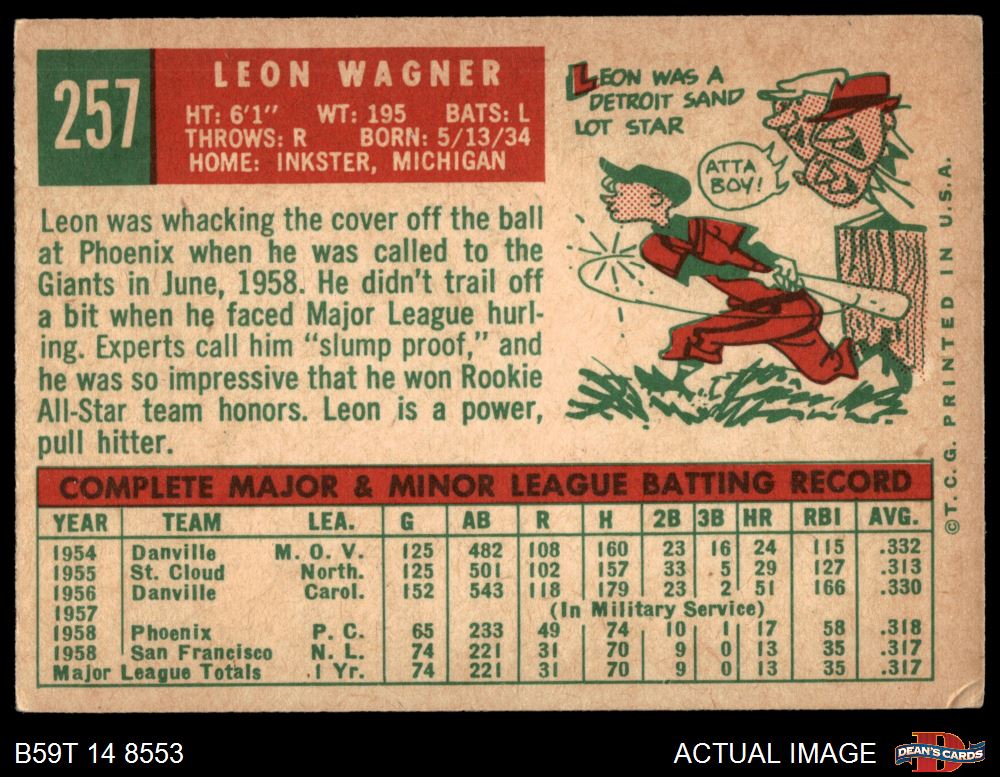 257
LEON WAGNER
HT: 6'1" WT: 195 BATS: L
THROWS: R BORN: 5/13/34
HOME: INKSTER, MICHIGAN
LEON WAS A
DETROIT SAND
LOT STAR
ATTA
BOY!
Leon was whacking the cover off the ball
at Phoenix when he was called to the
Giants in June, 1958. He didn't trail off
a bit when he faced Major League hurl-
ing. Experts call him "slump proof," and
he was so impressive that he won Rookie
All-Star team honors. Leon is a power,
pull hitter.
© T. C. G. PRINTED IN U. S. A.
COMPLETE MAJOR & MINOR LEAGUE BATTING RECORD
YEAR TEAM LEA. G AB R H 2B 3B HR RBI AVG.
1954 Danville M. O. V. 125 482 108 160 23 16 24 115 .332
1955 St. Cloud North. 125 501 102 157 33 5 29 127 .313
1956 Danville Carol. 152 543 118 179 23 2 51 166 .330
1957 (In Military Service)
1958 Phoenix P. C. 65 233 49 74 10 1 17 58 .318
1958 San Francisco N. L. 74 221 31 70 9 0 13 35 .317
Major League Totals 1 Yr. 74 221 31 70 9 0 13 35 .317
B59T 14 8553
ACTUAL IMAGE
D
DEAN'S CARDS